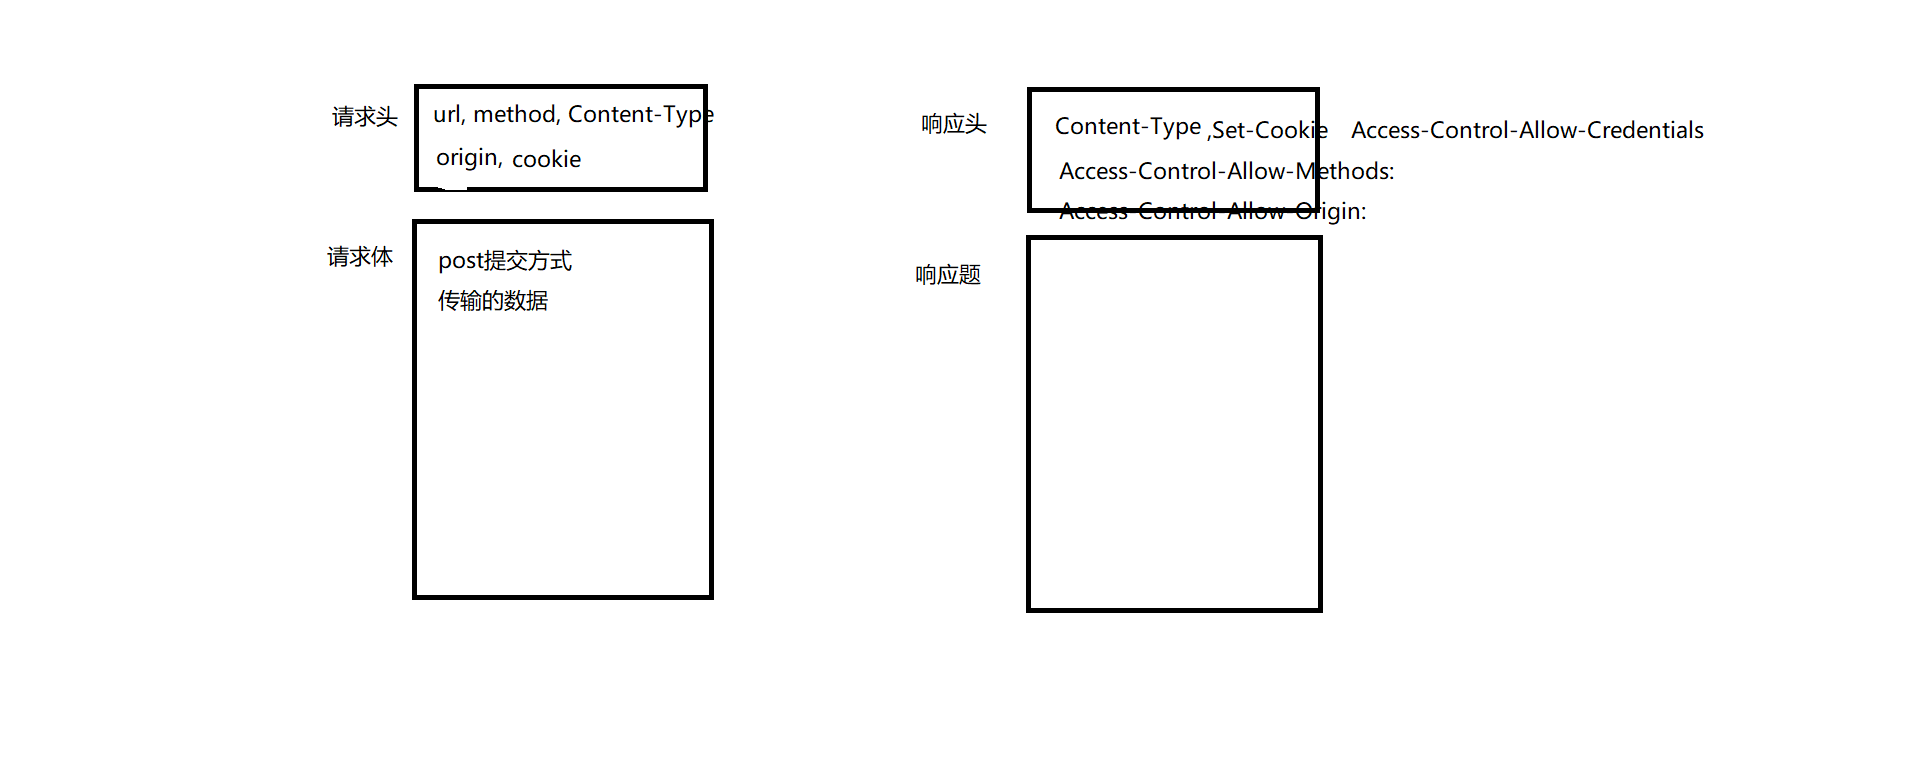 请求头
url, method, Content-Type
origin, cookie
请求体
post提交方式
传输的数据
响应头
Content-Type ,Set-Cookie Access-Control-Allow-Credentials
Access-Control-Allow-Methods:
Access-Control-Allow-Origin:
响应题